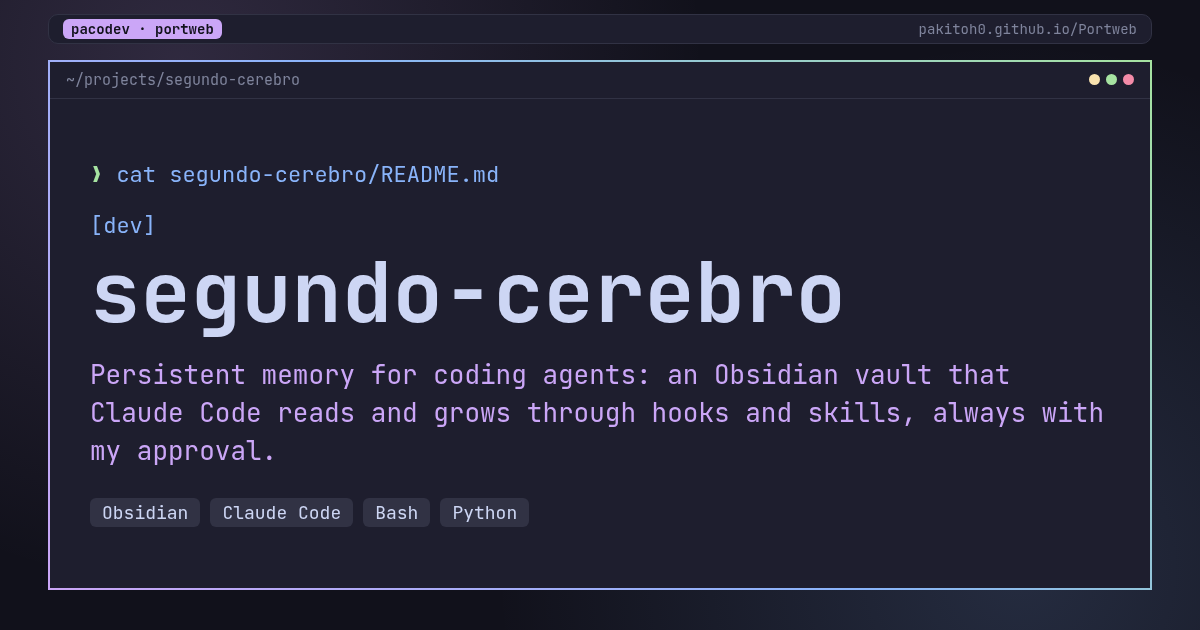 pacodev · portweb
pakitoh0.github.io/Portweb
~/projects/segundo-cerebro
❯ cat segundo-cerebro/README.md
[dev]
segundo-cerebro
Persistent memory for coding agents: an Obsidian vault that
Claude Code reads and grows through hooks and skills, always with
my approval.
Obsidian Claude Code Bash Python